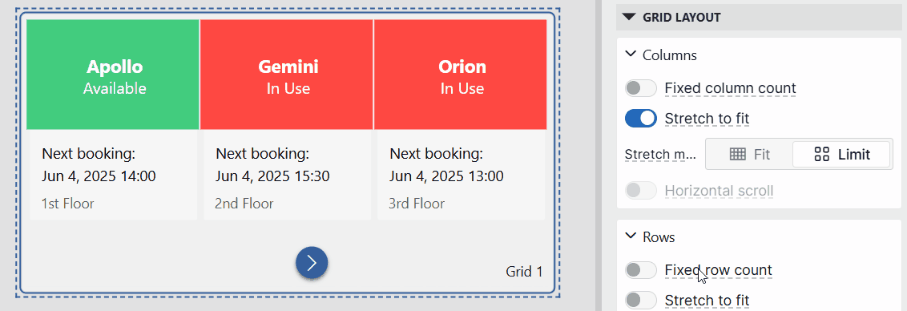 Apollo
Available
Gemini
In Use
Orion
In Use
Next booking:
Jun 4, 2025 14:00
1st Floor
Next booking:
Jun 4, 2025 15:30
2nd Floor
Next booking:
Jun 4, 2025 13:00
3rd Floor
Grid 1
GRID LAYOUT
Columns
Fixed column count
Stretch to fit
Stretch m...
Fit
Limit
Horizontal scroll
Rows
Fixed row count
Stretch to fit